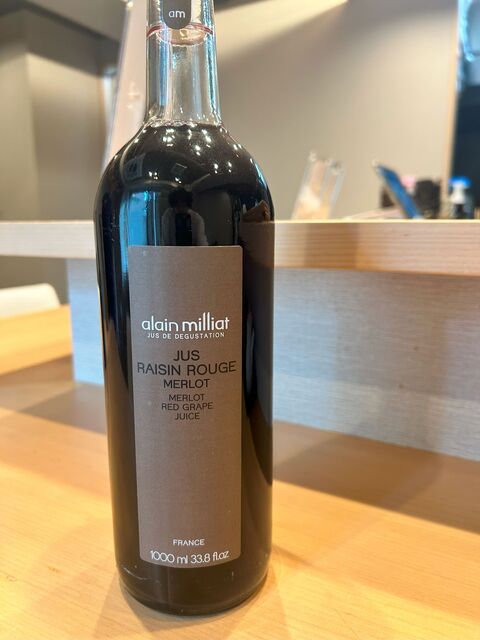 am
alain milliat
JUS DE DEGUSTATION
JUS
RAISIN ROUGE
MERLOT
MERLOT
RED GRAPE
JUICE
FRANCE
1000 ml 33.8 fl.oz